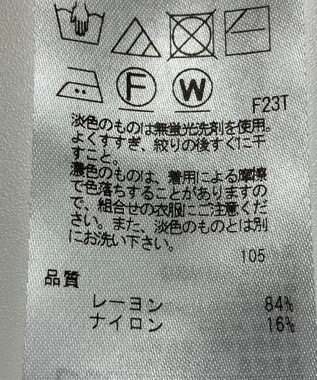 F W
F23T
淡色のものは無蛍光洗剤を使用。
よくすすぎ、絞りの後すぐに干
すこと。
濃色のものは、着用による摩擦
で色落ちすることがありますの
で、組合せの衣服にご注意くだ
さい。また、淡色のものとは別
にお洗い下さい。
105
品質
レーヨン 84%
ナイロン 16%